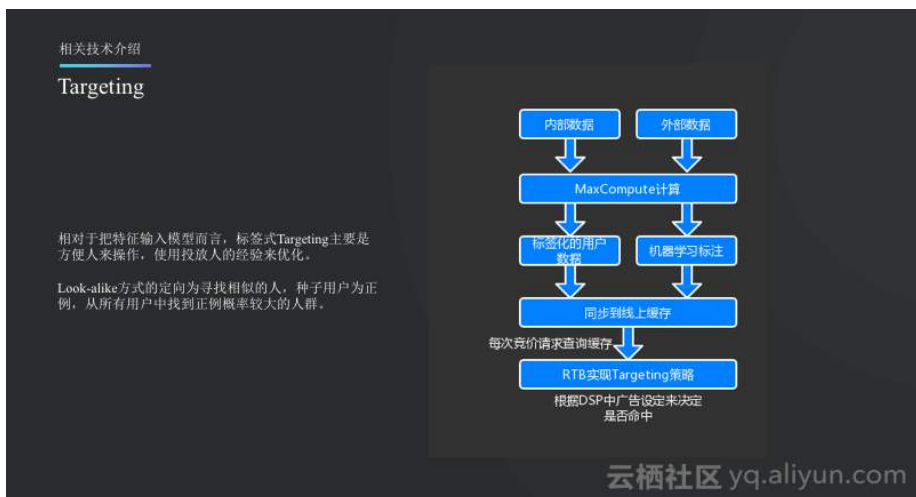 相关技术介绍
Targeting
相对于把特征输入模型而言，标签式Targeting主要是
方便人来操作，使用投放人的经验来优化。
Look-alike方式的定向为寻找相似的人，种子用户为正
例，从所有用户中找到正例概率较大的人群。
内部数据
外部数据
MaxCompute计算
标签化的用户
数据
机器学习标注
同步到线上缓存
每次竞价请求查询缓存
RTB实现Targeting策略
根据DSP中广告设定来决定
是否命中
云栖社区 yq.aliyun.com